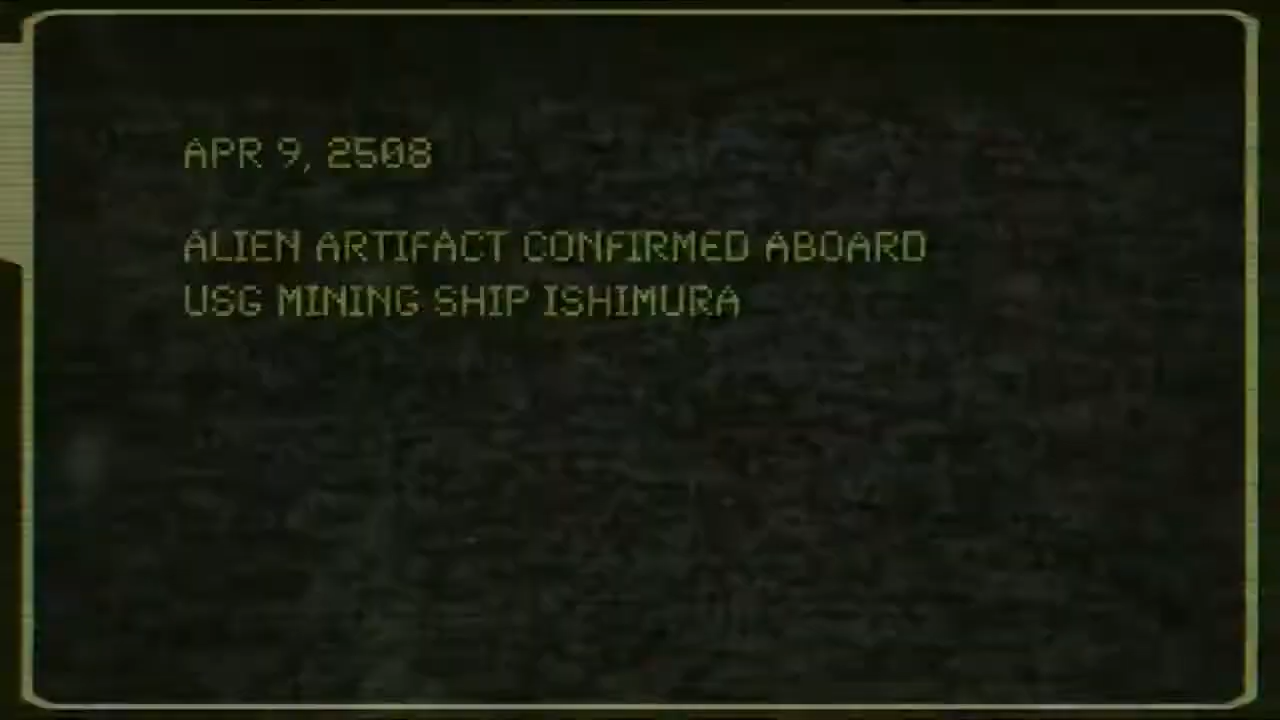 APR 9, 2508
ALIEN ARTIFACT CONFIRMED ABOARD
USG MINING SHIP ISHIMURA